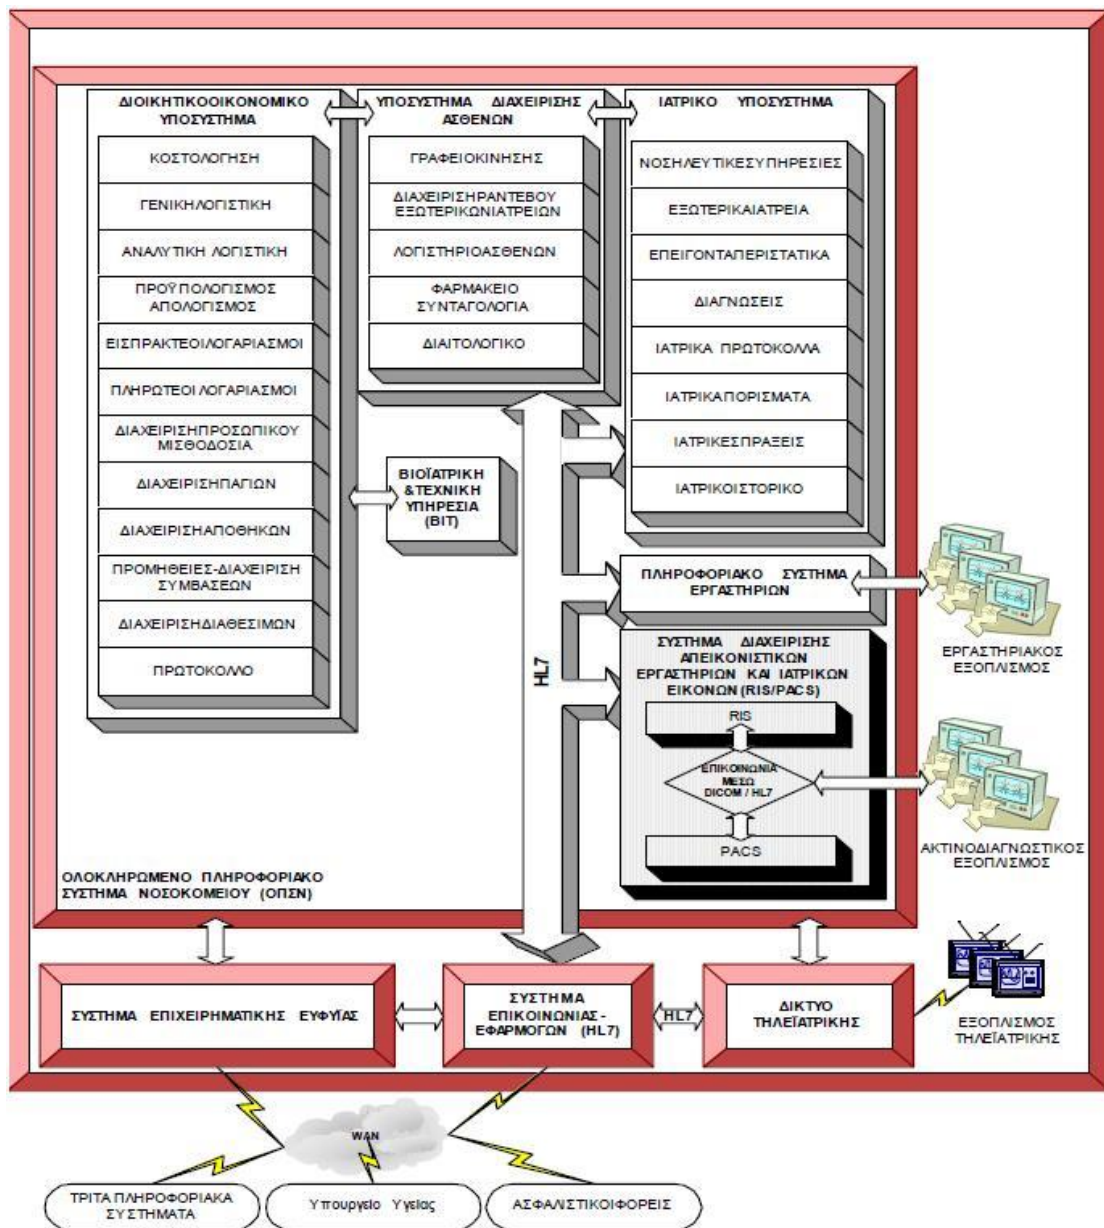 ΔΙΟΙΚΗΤΙΚΟΟΙΚΟΝΟΜΙΚΟ
ΥΠΟΣΥΣΤΗΜΑ
ΚΟΣΤΟΛΟΓΗΣΗ
ΓΕΝΙΚΗΛΟΓΙΣΤΙΚΗ
ΑΝΑΛΥΤΙΚΗ ΛΟΓΙΣΤΙΚΗ
ΠΡΟΫΠΟΛΟΓΙΣΜΟΣ
ΑΠΟΛΟΓΙΣΜΟΣ
ΕΙΣΠΡΑΚΤΕΟΙΛΟΓΑΡΙΑΣΜΟΙ
ΠΛΗΡΩΤΕΟΙΛΟΓΑΡΙΑΣΜΟΙ
ΔΙΑΧΕΙΡΙΣΗΠΡΟΣΩΠΙΚΟΥ
ΜΙΣΘΟΔΟΣΙΑ
ΔΙΑΧΕΙΡΙΣΗΠΑΓΙΩΝ
ΔΙΑΧΕΙΡΙΣΗΑΠΟΘΗΚΩΝ
ΠΡΟΜΗΘΕΙΕΣ-ΔΙΑΧΕΙΡΙΣΗ
ΣΥΜΒΑΣΕΩΝ
ΔΙΑΧΕΙΡΙΣΗΔΙΑΘΕΣΙΜΩΝ
ΠΡΩΤΟΚΟΛΛΟ
ΥΠΟΣΥΣΤΗΜΑ ΔΙΑΧΕΙΡΙΣΗΣ
ΑΣΘΕΝΩΝ
ΓΡΑΦΕΙΟΚΙΝΗΣΗΣ
ΔΙΑΧΕΙΡΙΣΗΡΑΝΤΕΒΟΥ
ΕΞΩΤΕΡΙΚΩΝΙΑΤΡΕΙΩΝ
ΛΟΓΙΣΤΗΡΙΟΑΣΘΕΝΩΝ
ΦΑΡΜΑΚΕΙΟ
ΣΥΝΤΑΓΟΛΟΓΙΑ
ΔΙΑΙΤΟΛΟΓΙΚΟ
ΒΙΟΪΑΤΡΙΚΗ
&ΤΕΧΝΙΚΗ
ΥΠΗΡΕΣΙΑ
(ΒΙΤ)
HL7
ΙΑΤΡΙΚΟ ΥΠΟΣΥΣΤΗΜΑ
ΝΟΣΗΛΕΥΤΙΚΕΣΥΠΗΡΕΣΙΕΣ
ΕΞΩΤΕΡΙΚΑΙΑΤΡΕΙΑ
ΕΠΕΙΓΟΝΤΑΠΕΡΙΣΤΑΤΙΚΑ
ΔΙΑΓΝΩΣΕΙΣ
ΙΑΤΡΙΚΑ ΠΡΩΤΟΚΟΛΛΑ
ΙΑΤΡΙΚΑΠΟΡΙΣΜΑΤΑ
ΙΑΤΡΙΚΕΣΠΡΑΞΕΙΣ
ΙΑΤΡΙΚΟΙΣΤΟΡΙΚΟ
ΠΛΗΡΟΦΟΡΙΑΚΟ ΣΥΣΤΗΜΑ
ΕΡΓΑΣΤΗΡΙΩΝ
ΕΡΓΑΣΤΗΡΙΑΚΟΣ
ΕΞΟΠΛΙΣΜΟΣ
ΣΥΣΤΗΜΑ ΔΙΑΧΕΙΡΙΣΗΣ
ΑΠΕΙΚΟΝΙΣΤΙΚΩΝ
ΕΡΓΑΣΤΗΡΙΩΝ ΚΑΙ ΙΑΤΡΙΚΩΝ
ΕΙΚΟΝΩΝ (RIS/PACS)
RIS
ΕΠΙΚΟΙΝΩΝΙΑ
ΜΕΣΩ
DICOM / HL7
PACS
ΑΚΤΙΝΟΔΙΑΓΝΩΣΤΙΚΟΣ
ΕΞΟΠΛΙΣΜΟΣ
ΟΛΟΚΛΗΡΩΜΕΝΟ ΠΛΗΡΟΦΟΡΙΑΚΟ
ΣΥΣΤΗΜΑ ΝΟΣΟΚΟΜΕΙΟΥ (ΟΠΣΝ)
ΣΥΣΤΗΜΑ ΕΠΙΧΕΙΡΗΜΑΤΙΚΗΣ ΕΥΦΥΪΑΣ
ΣΥΣΤΗΜΑ
ΕΠΙΚΟΙΝΩΝΙΑΣ-
ΕΦΑΡΜΟΓΩΝ (HL7)
HL7
ΔΙΚΤΥΟ
ΤΗΛΕΪΑΤΡΙΚΗΣ
ΕΞΟΠΛΙΣΜΟΣ
ΤΗΛΕΪΑΤΡΙΚΗΣ
WAN
ΤΡΙΤΑ ΠΛΗΡΟΦΟΡΙΑΚΑ
ΣΥΣΤΗΜΑΤΑ
Υπουργείο Υγείας
ΑΣΦΑΛΙΣΤΙΚΟΙΦΟΡΕΙΣ